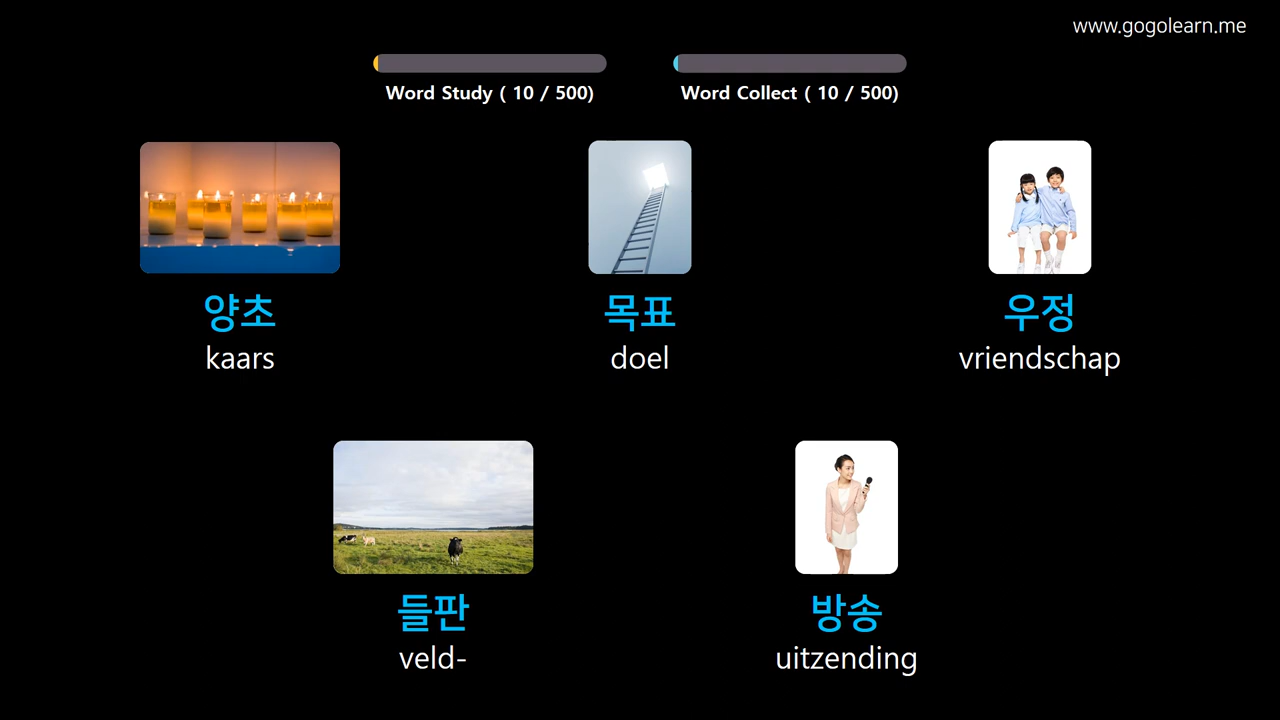 www.gogolearn.me
Word Study ( 10 / 500)
Word Collect ( 10 / 500)
양초
kaars
목표
doel
우정
vriendschap
들판
veld-
방송
uitzending